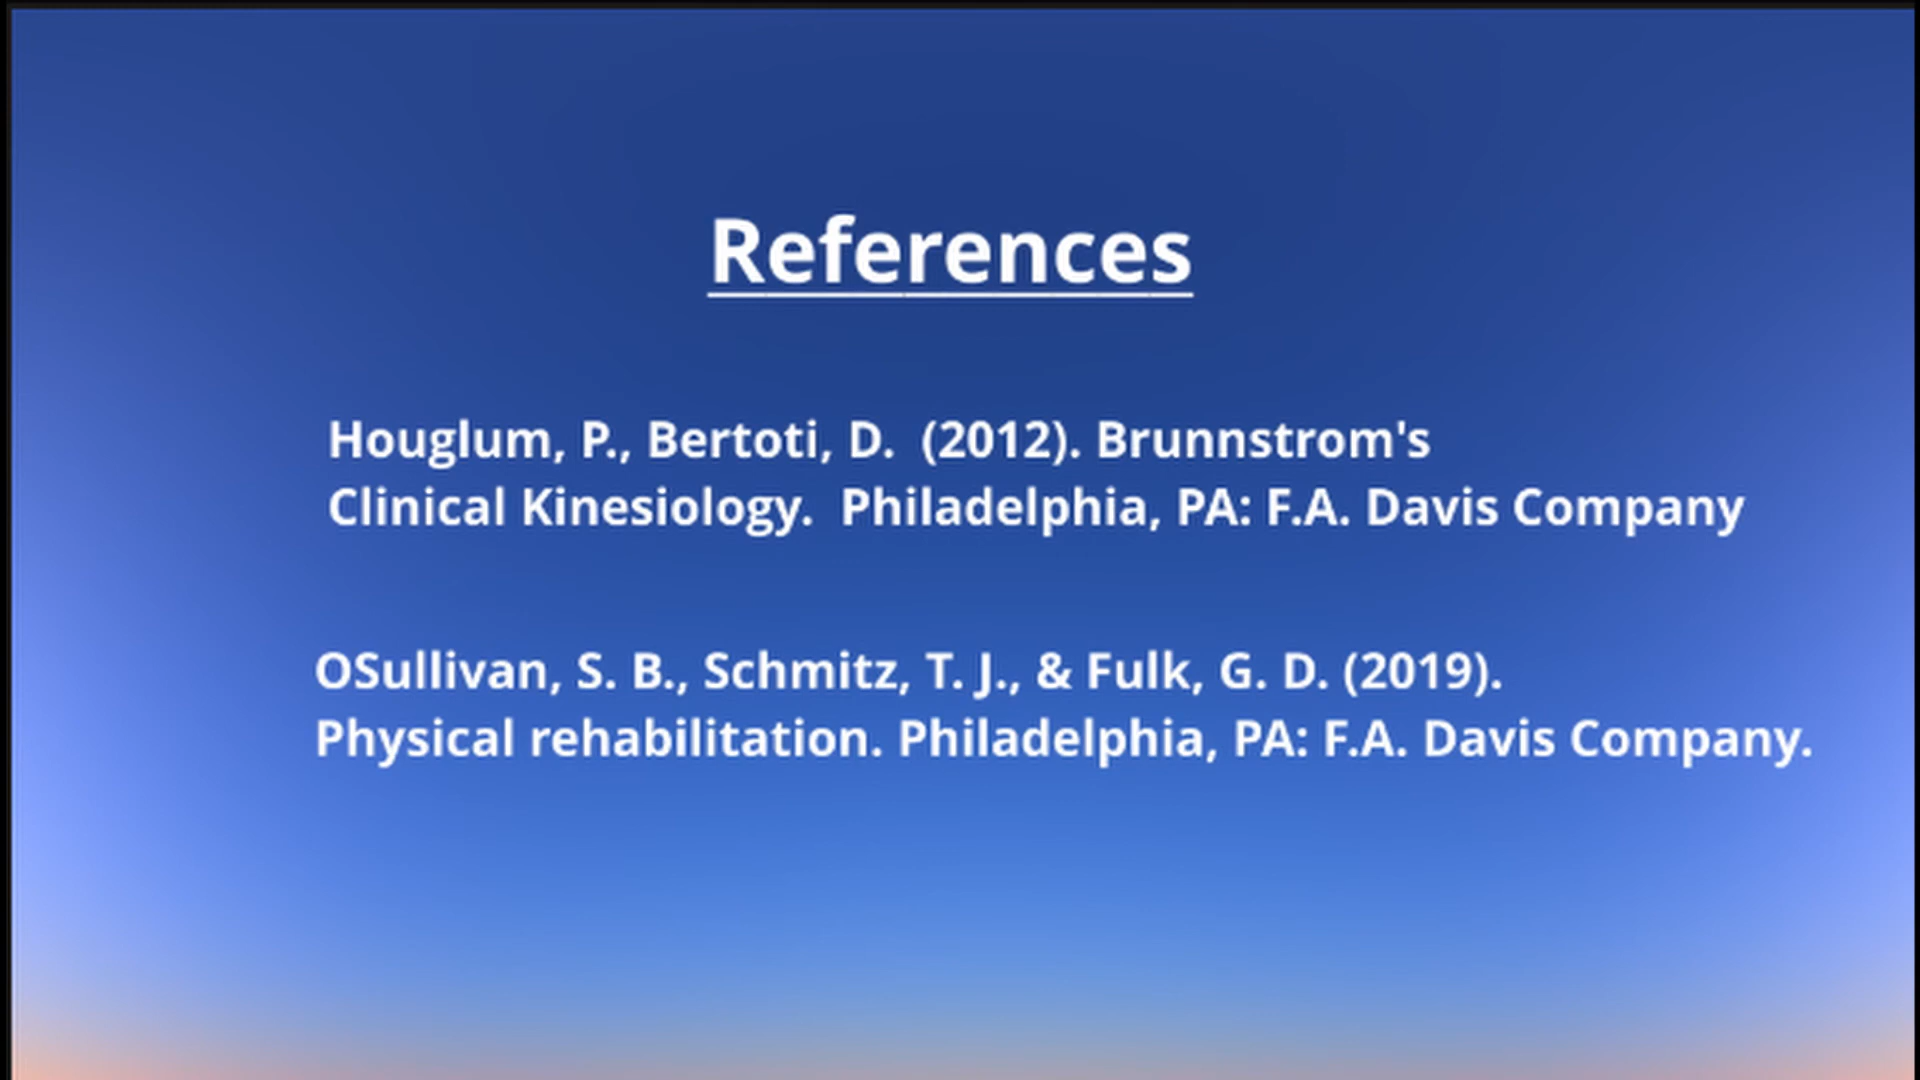 References
Houglum, P., Bertoti, D.  (2012). Brunnstrom's
Clinical Kinesiology.  Philadelphia, PA: F.A. Davis Company
OSullivan, S. B., Schmitz, T. J., & Fulk, G. D. (2019).
Physical rehabilitation. Philadelphia, PA: F.A. Davis Company.